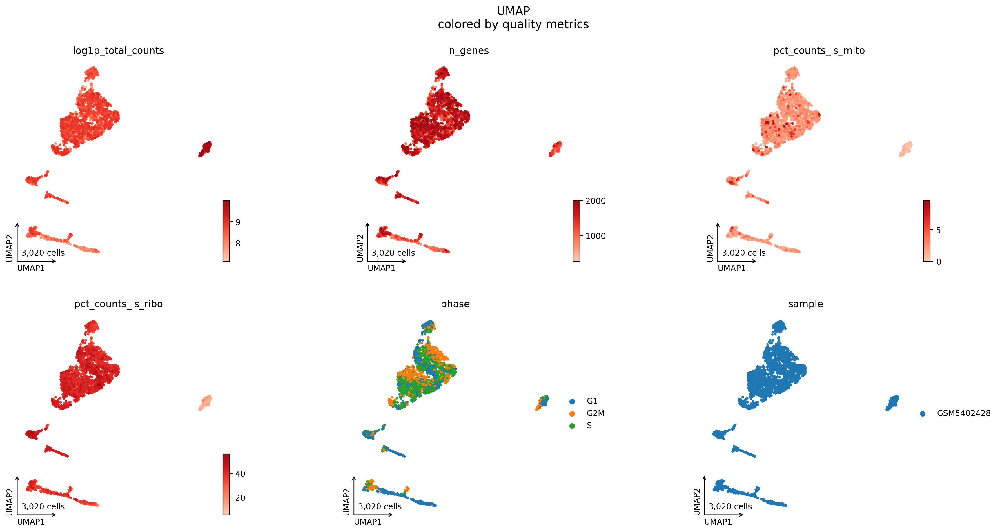 UMAP
colored by quality metrics
log1p_total_counts
n_genes
pct_counts_is_mito
9
8
UMAP2
3,020 cells
UMAP1
2000
1000
UMAP2
3,020 cells
UMAP1
5
0
UMAP2
3,020 cells
UMAP1
pct_counts_is_ribo
phase
sample
40
20
UMAP2
3,020 cells
UMAP1
G1
G2M
S
UMAP2
3,020 cells
UMAP1
GSM5402428
UMAP2
3,020 cells
UMAP1